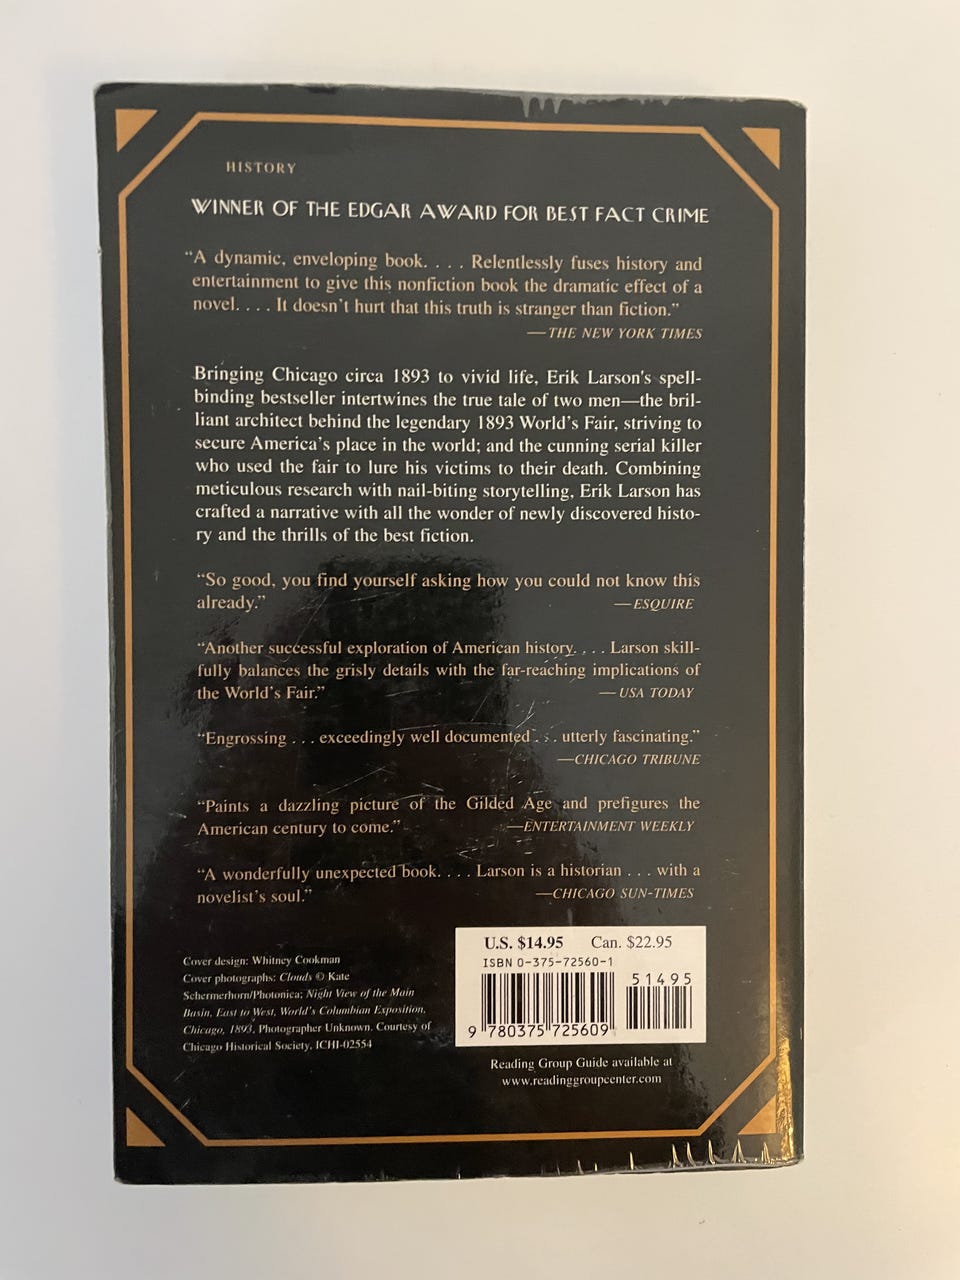 HISTORY
WINNER OF THE EDGAR AWARD FOR BEST FACT CRIME
“A dynamic, enveloping book. . . . Relentlessly fuses history and
entertainment to give this nonfiction book the dramatic effect of a
novel. . . . It doesn’t hurt that this truth is stranger than fiction.”
—THE NEW YORK TIMES
Bringing Chicago circa 1893 to vivid life, Erik Larson’s spell-
binding bestseller intertwines the true tale of two men—the bril-
liant architect behind the legendary 1893 World’s Fair, striving to
secure America’s place in the world; and the cunning serial killer
who used the fair to lure his victims to their death. Combining
meticulous research with nail-biting storytelling, Erik Larson has
crafted a narrative with all the wonder of newly discovered histo-
ry and the thrills of the best fiction.
“So good, you find yourself asking how you could not know this
already.” —ESQUIRE
“Another successful exploration of American history. . . . Larson skill-
fully balances the grisly details with the far-reaching implications of
the World’s Fair.” —USA TODAY
“Engrossing . . . exceedingly well documented . . . utterly fascinating.”
—CHICAGO TRIBUNE
“Paints a dazzling picture of the Gilded Age and prefigures the
American century to come.” —ENTERTAINMENT WEEKLY
“A wonderfully unexpected book. . . . Larson is a historian . . . with a
novelist’s soul.” —CHICAGO SUN-TIMES
Cover design: Whitney Cookman
Cover photographs: Clouds © Kate
Schermerhorn/Photonica; Night View of the Main
Basin, East to West, World’s Columbian Exposition,
Chicago, 1893, Photographer Unknown. Courtesy of
Chicago Historical Society, ICHI-02554
U.S. $14.95 Can. $22.95
ISBN 0-375-72560-1
51495
9 780375 725609
Reading Group Guide available at
www.readinggroupcenter.com